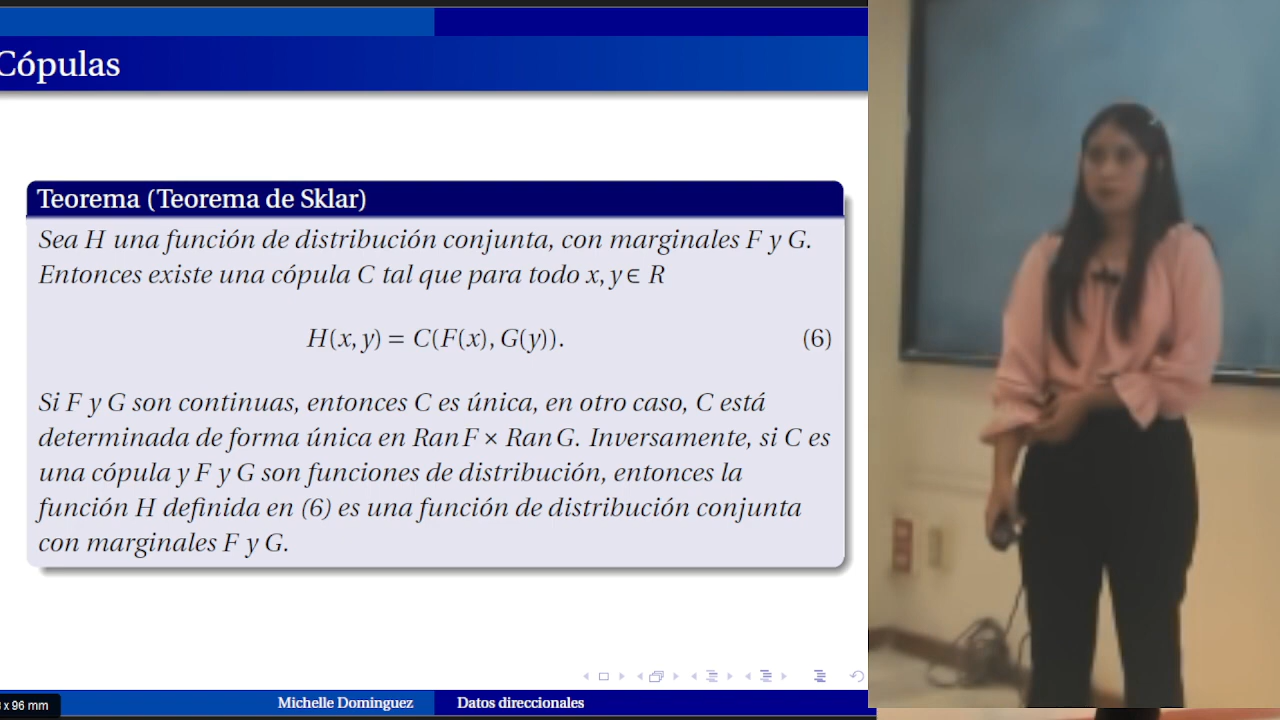 Cópulas
Teorema (Teorema de Sklar)
Sea H una función de distribución conjunta, con marginales F y G.
Entonces existe una cópula C tal que para todo x, y ∈ R
H(x, y) = C(F(x), G(y)). (6)
Si F y G son continuas, entonces C es única, en otro caso, C está
determinada de forma única en Ran F × Ran G. Inversamente, si C es
una cópula y F y G son funciones de distribución, entonces la
función H definida en (6) es una función de distribución conjunta
con marginales F y G.
x 96 mm
Michelle Dominguez
Datos direccionales